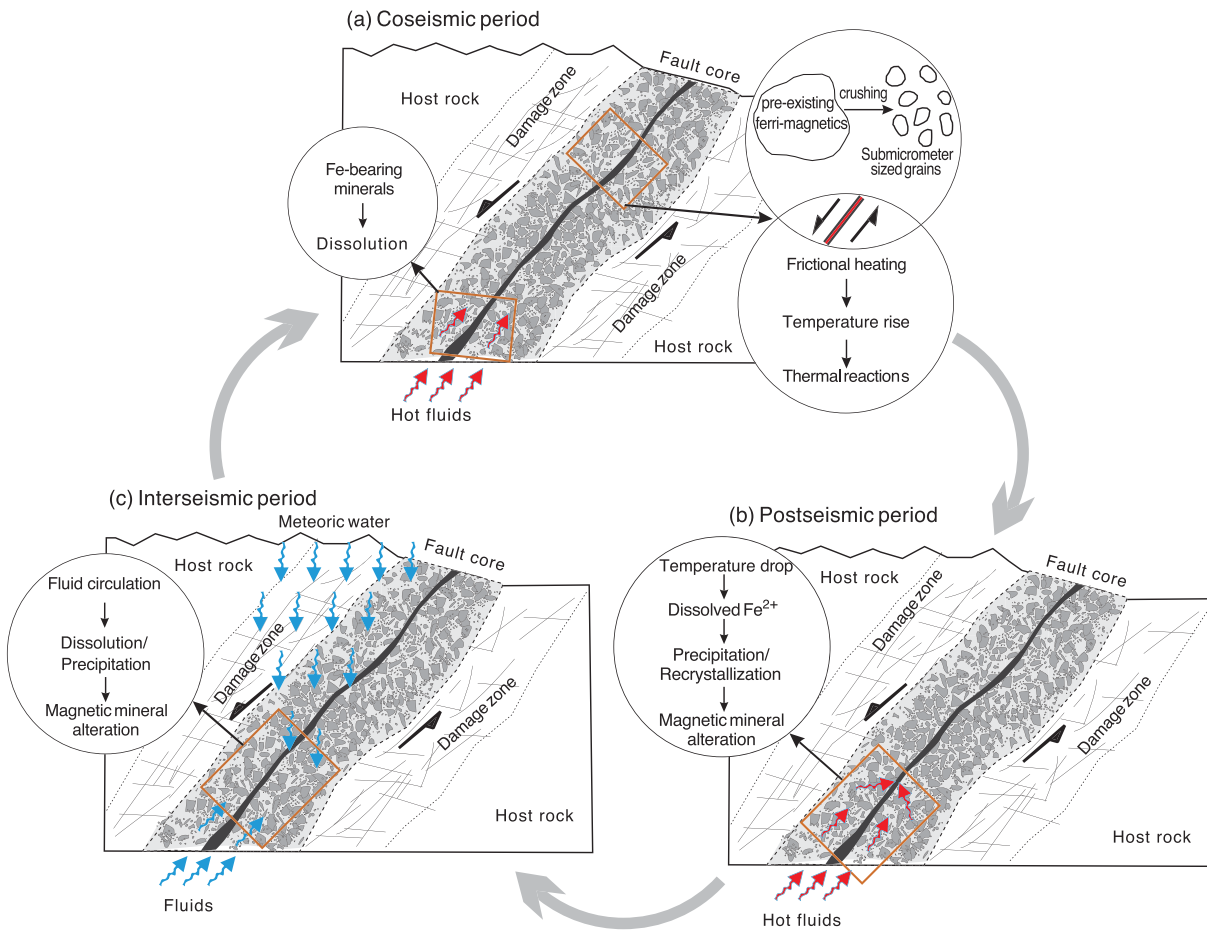 (a) Coseismic period
Fault core
Host rock
Damage zone
pre-existing
ferri-magnetics
crushing
Submicrometer
sized grains
Fe-bearing
minerals
Dissolution
Damage zone
Host rock
Frictional heating
Temperature rise
Thermal reactions
Hot fluids
(c) Interseismic period
Meteoric water
Host rock
Fault core
Fluid circulation
Dissolution/
Precipitation
Magnetic mineral
alteration
Damage zone
Damage zone
Host rock
Fluids
(b) Postseismic period
Temperature drop
Dissolved Fe²⁺
Precipitation/
Recrystallization
Magnetic mineral
alteration
Host rock
Fault core
Damage zone
Damage zone
Host rock
Hot fluids